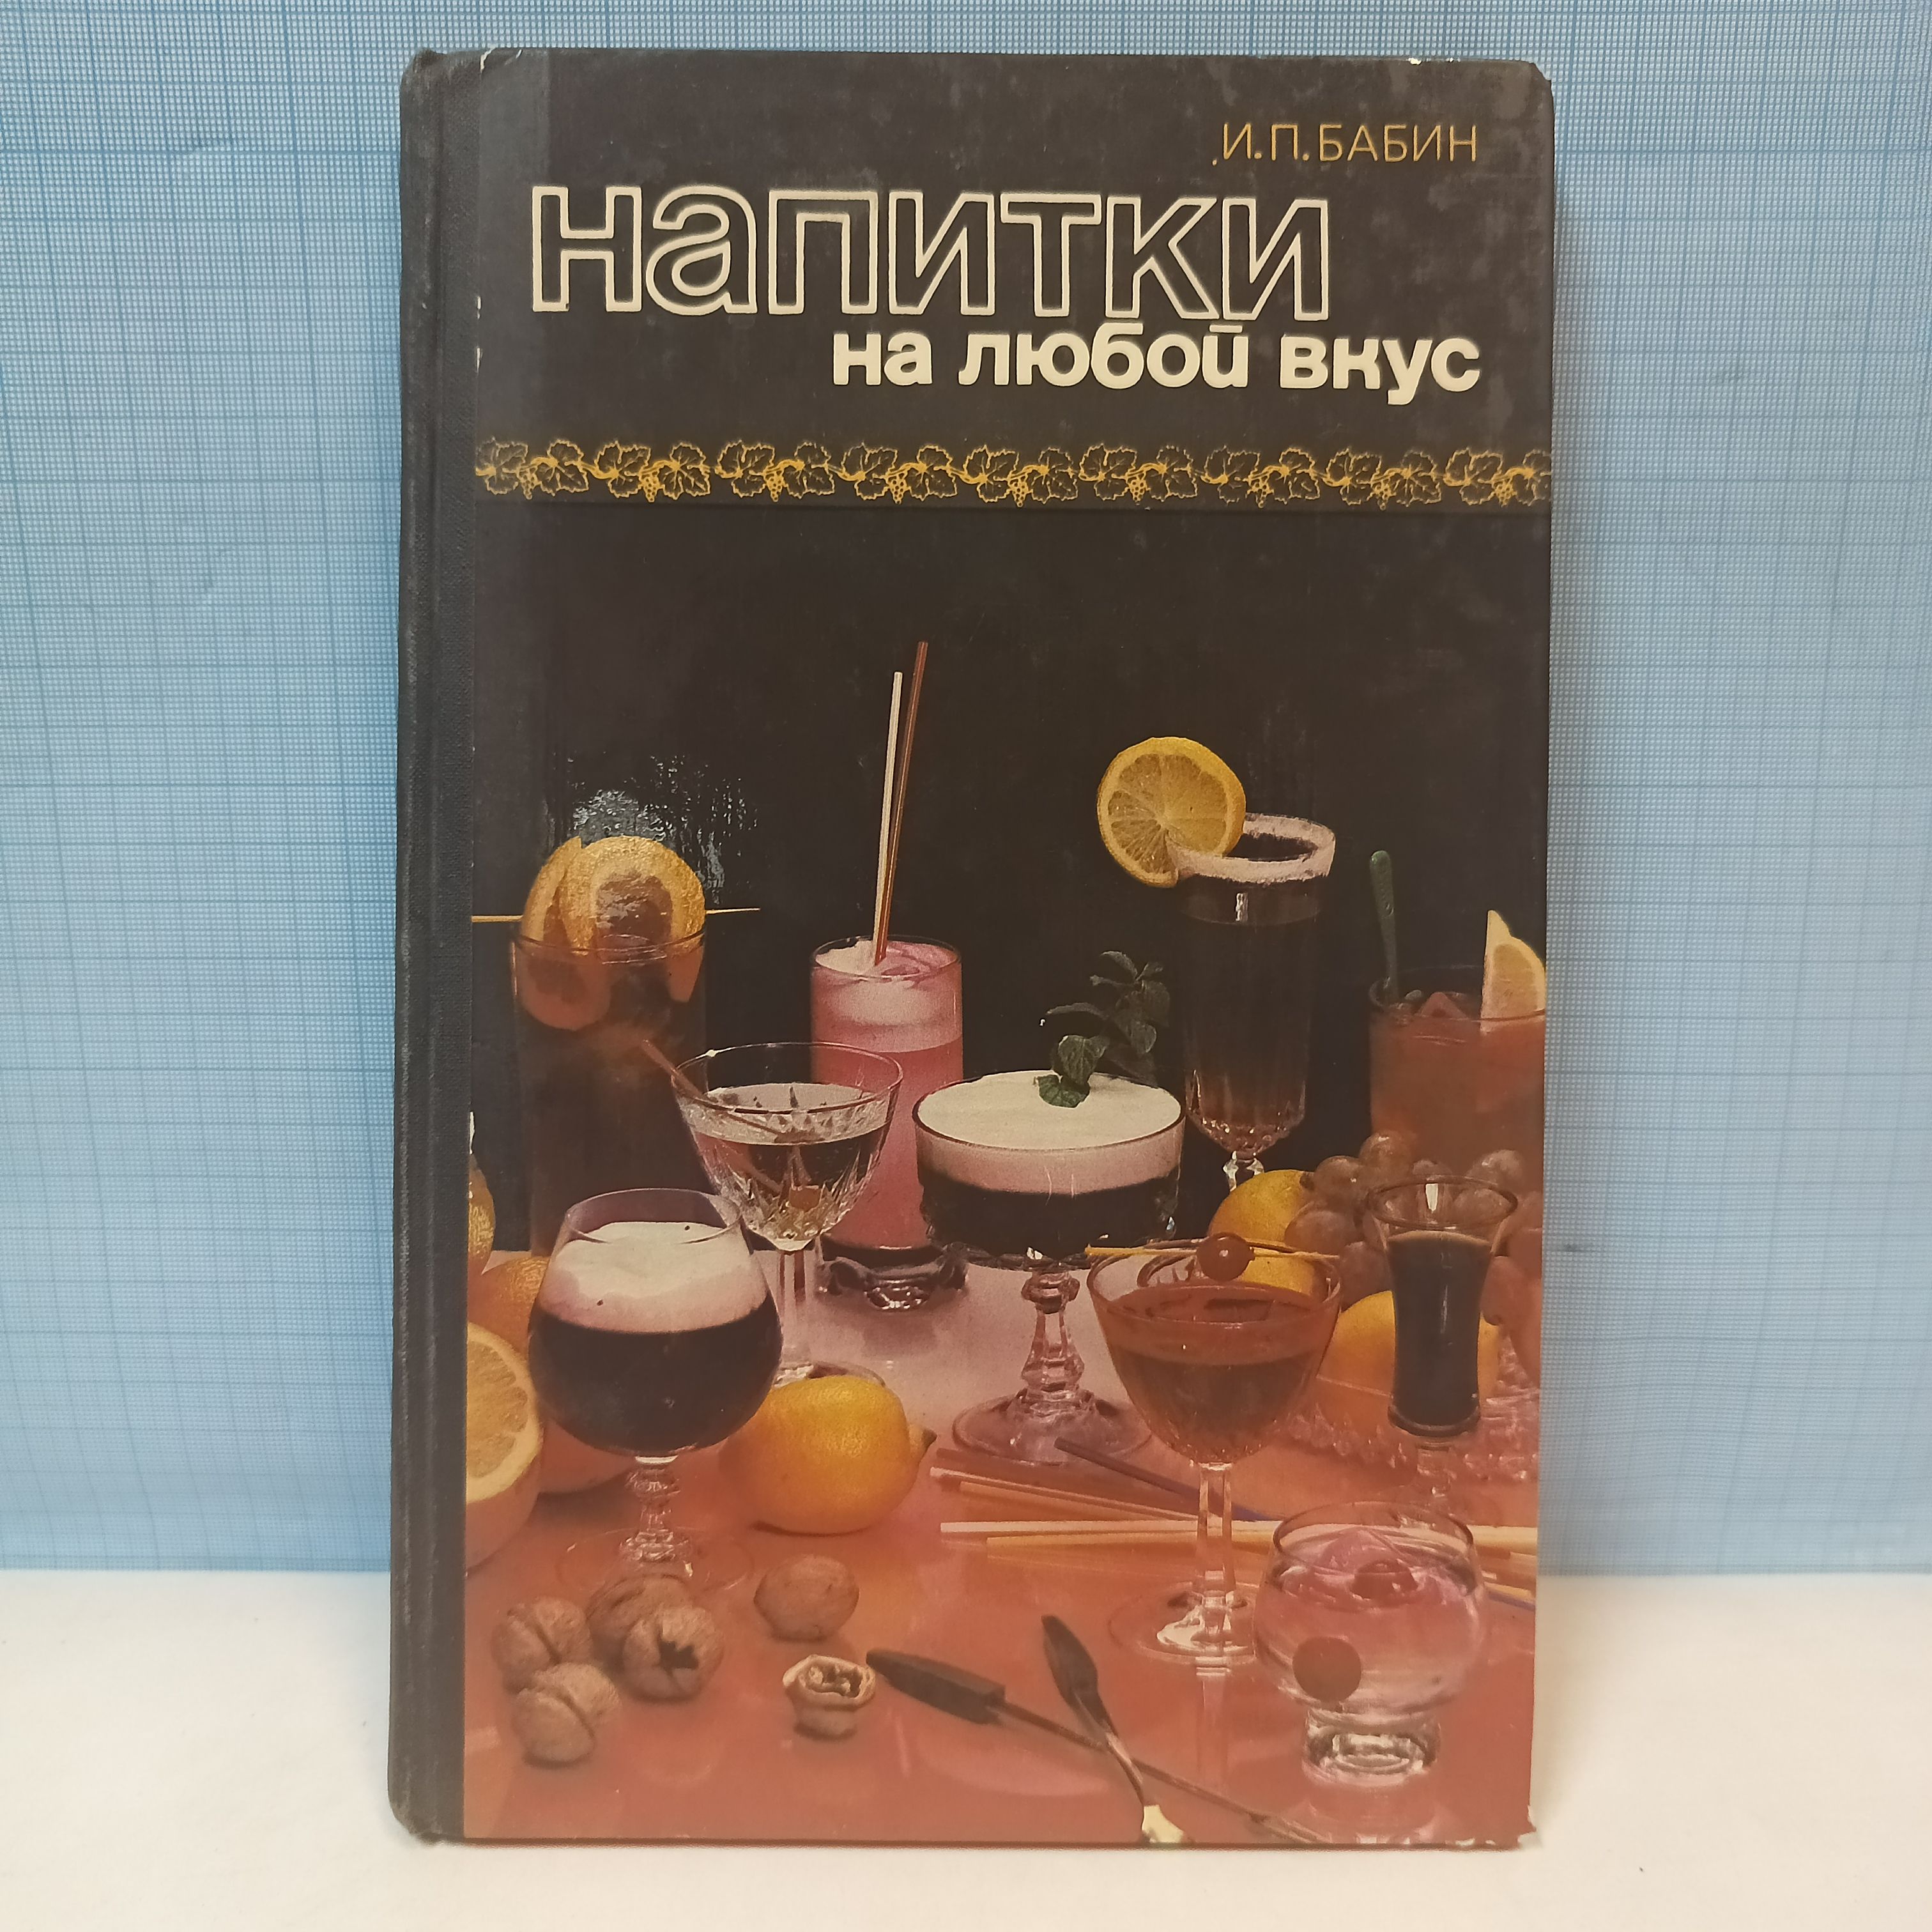 И.П.БАБИН
напитки
на любой вкус